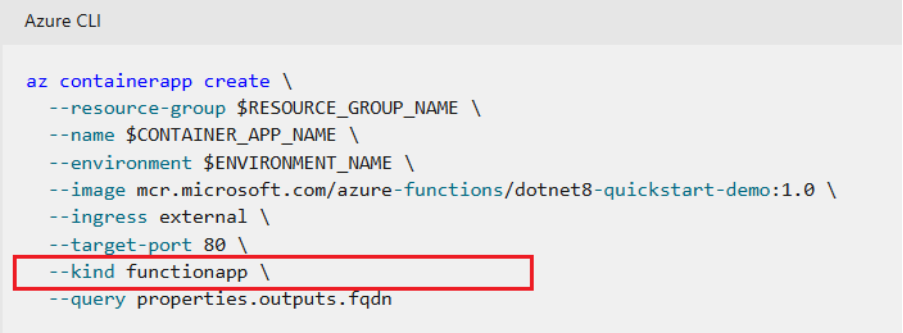 Azure CLI
az containerapp create \
--resource-group $RESOURCE_GROUP_NAME \
--name $CONTAINER_APP_NAME \
--environment $ENVIRONMENT_NAME \
--image mcr.microsoft.com/azure-functions/dotnet8-quickstart-demo:1.0 \
--ingress external \
--target-port 80 \
--kind functionapp \
--query properties.outputs.fqdn